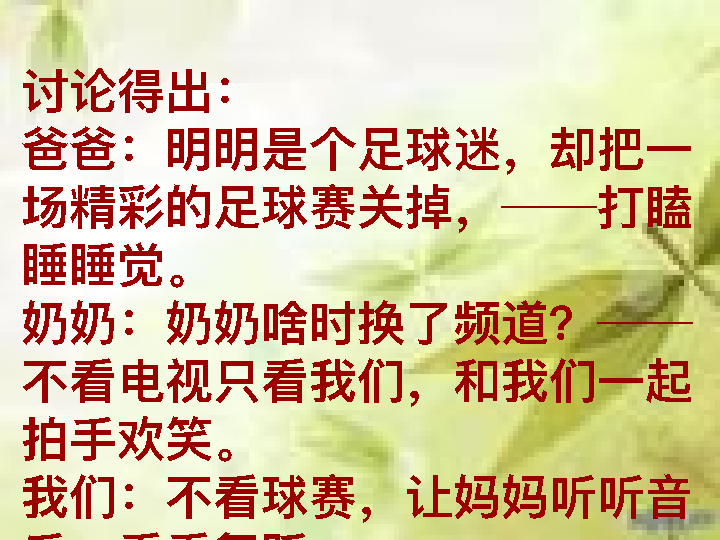 讨论得出：
爸爸：明明是个足球迷，却把一
场精彩的足球赛关掉，——打瞌
睡睡觉。
奶奶：奶奶啥时换了频道？——
不看电视只看我们，和我们一起
拍手欢笑。
我们：不看球赛，让妈妈听听音